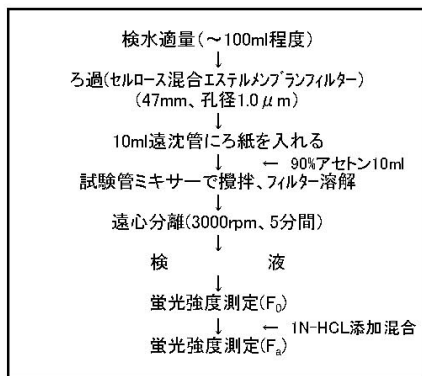 検水適量(～100ml程度)
↓
ろ過(セルロース混合エステルメンブランフィルター)
(47mm、孔径1.0μm)
↓
10ml遠沈管にろ紙を入れる
↓ ← 90%アセトン10ml
試験管ミキサーで攪拌、フィルター溶解
↓
遠心分離(3000rpm、5分間)
↓
検 液
↓
蛍光強度測定(F₀)
↓ ← 1N-HCL添加混合
蛍光強度測定(Fₐ)